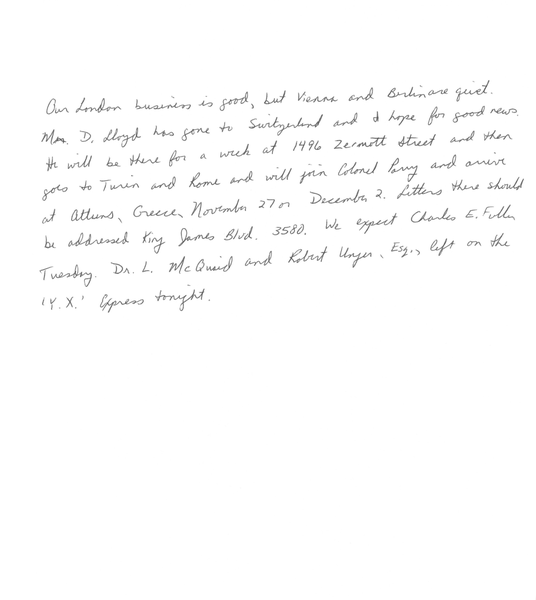 Our London business is good, but Vienna and Berlin are quiet.
Mr. D. Lloyd has gone to Switzerland and I hope for good news.
He will be there for a week at 1496 Zermott Street and then
goes to Turin and Rome and will join Colonel Parry and arrive
at Athens, Greece, November 27 or December 2. Letters there should
be addressed King James Blvd. 3580. We expect Charles E. Fuller
Tuesday. Dr. L. McQuaid and Robert Unger, Esq., left on the
'Y.X.' Express tonight.